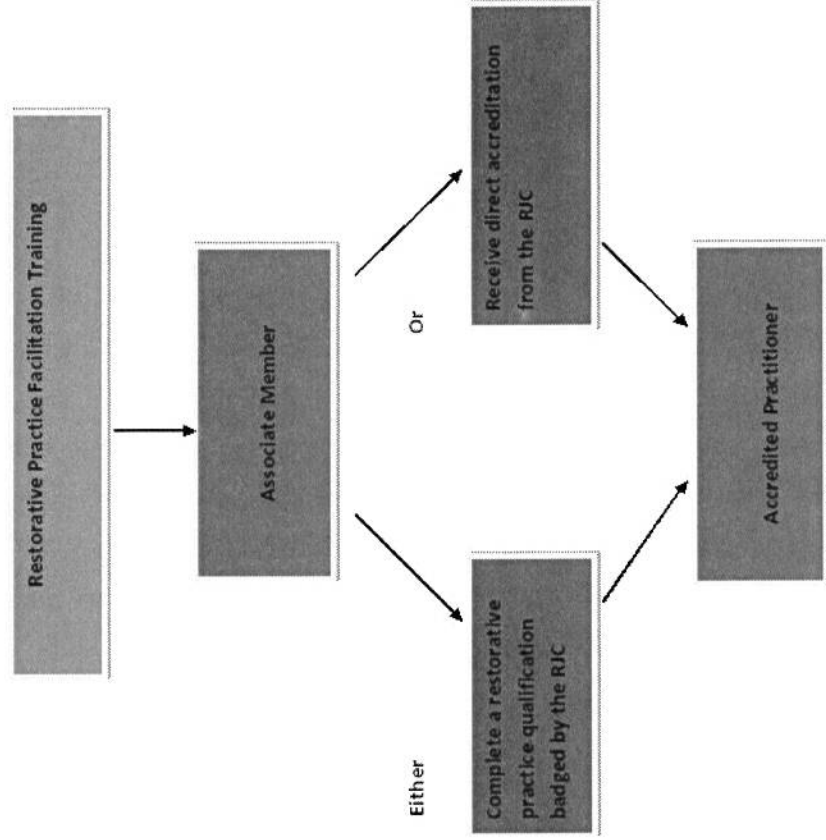 Restorative Practice Facilitation Training
Associate Member
Either
Or
Complete a restorative
practice qualification
badged by the RJC
Receive direct accreditation
from the RJC
Accredited Practitioner